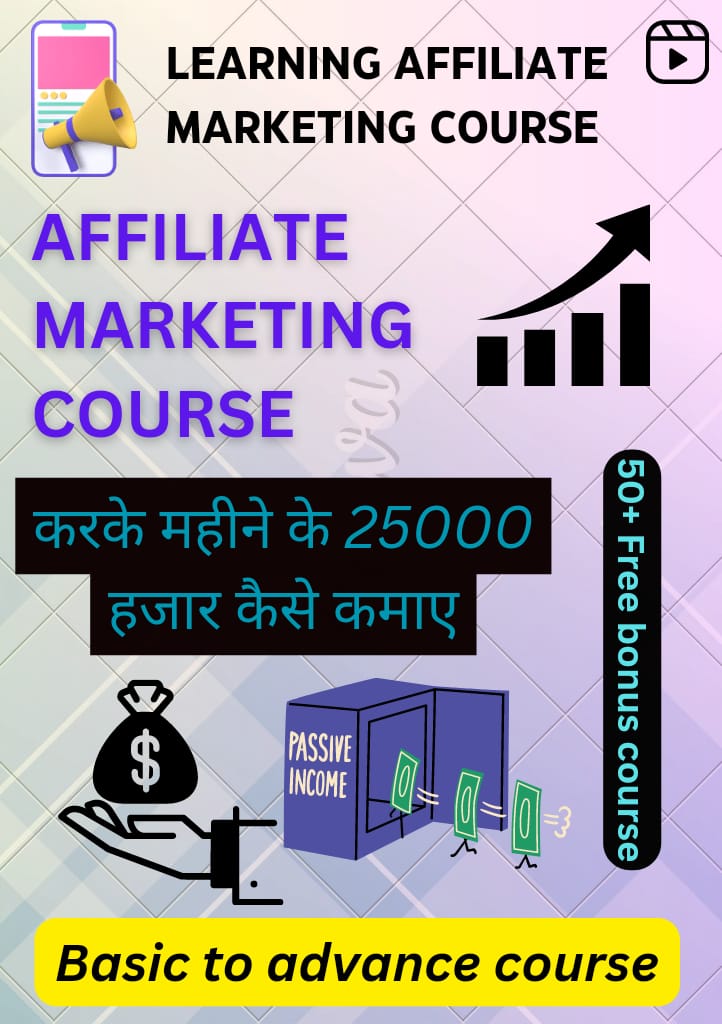 LEARNING AFFILIATE
MARKETING COURSE
AFFILIATE
MARKETING
COURSE
करके महीने के 25000
हजार कैसे कमाए
50+ Free bonus course
$
PASSIVE
INCOME
Basic to advance course